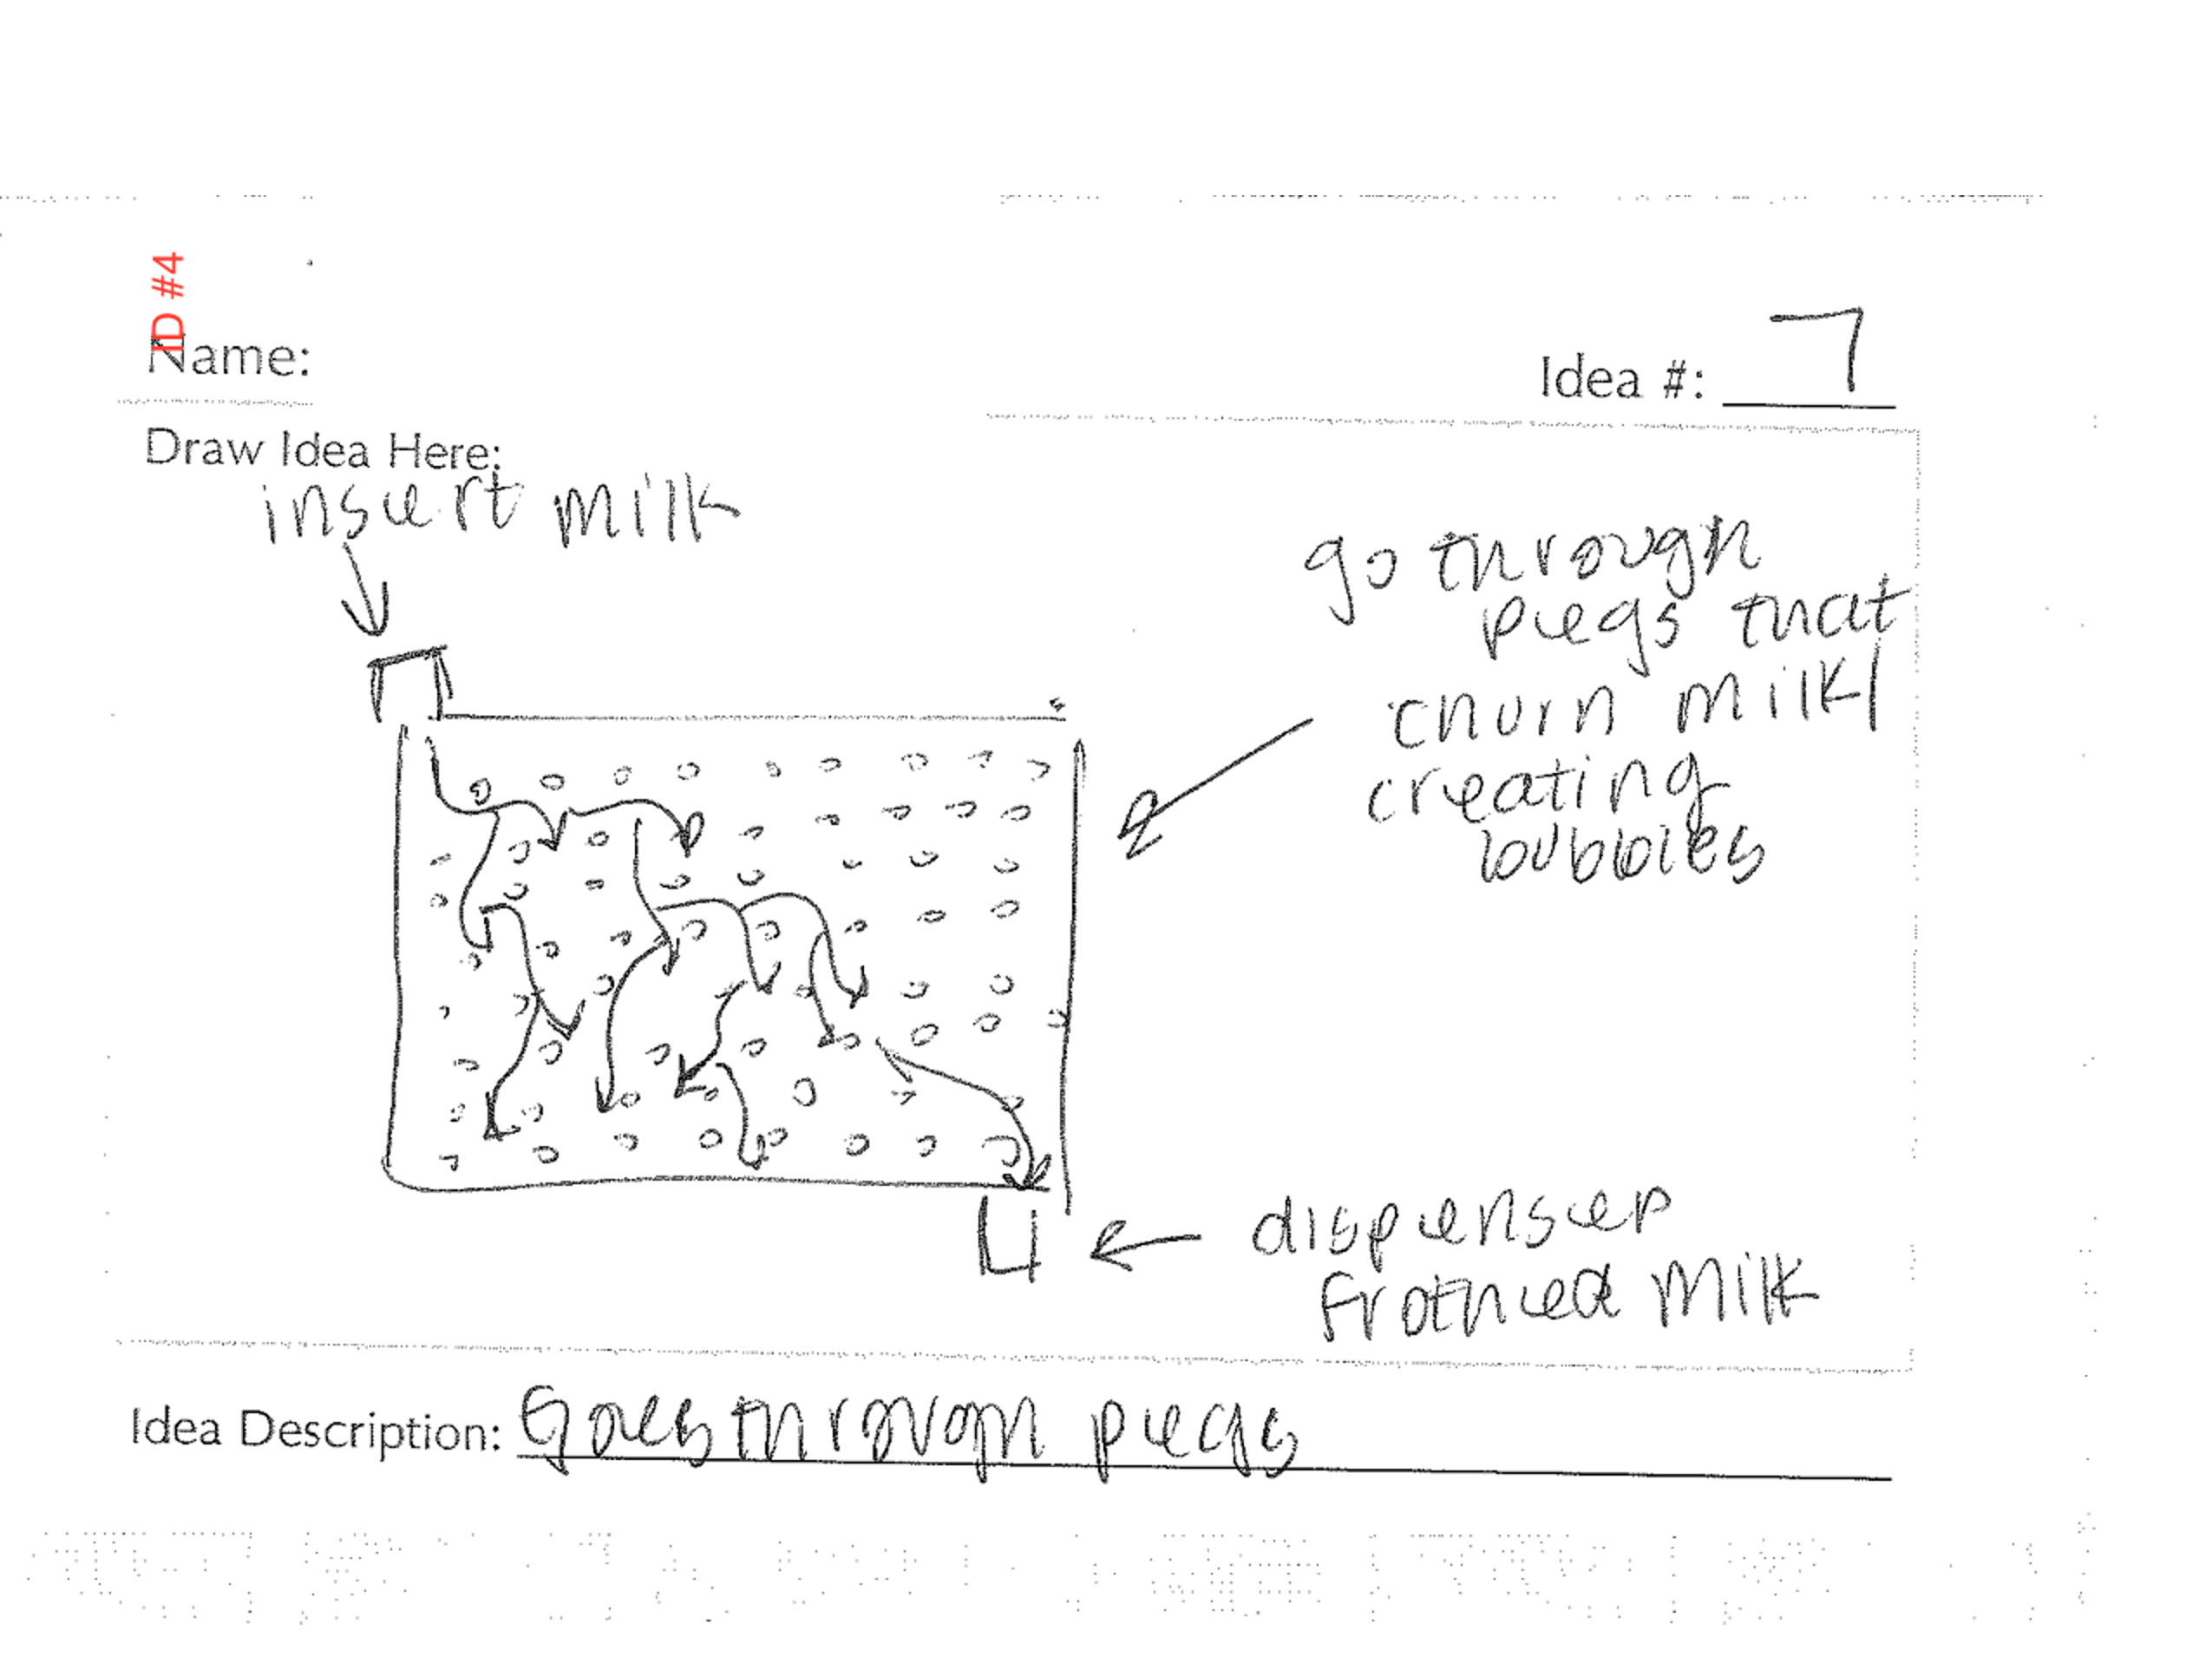 ID #4
Name:
Idea #: 7
Draw Idea Here:
insert milk
go through
pegs that
churn milk
creating
bubbles
dispenser
frothed milk
Idea Description: Goes through pegs